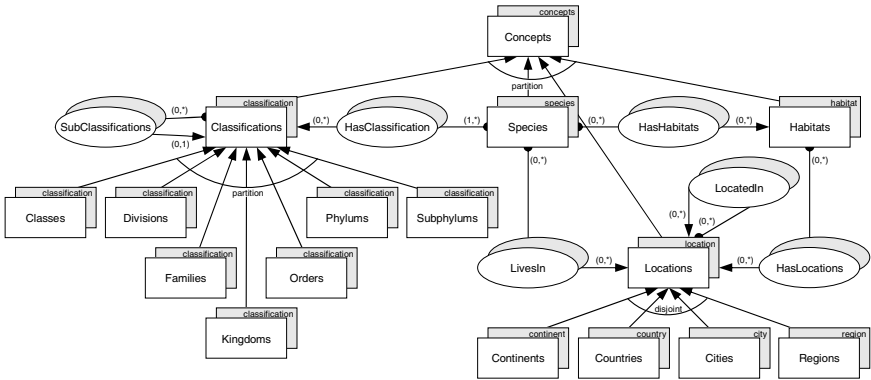 concepts
Concepts
partition
classification
species
habitat
(0,*)
SubClassifications
(0,1)
Classifications
(0,*)
HasClassification
(1,*)
Species
(0,*)
HasHabitats
(0,*)
Habitats
(0,*)
(0,*)
LocatedIn
(0,*)
(0,*)
partition
classification
Classes
classification
Divisions
classification
Phylums
classification
Subphylums
classification
Families
classification
Orders
classification
Kingdoms
LivesIn
(0,*)
location
Locations
(0,*)
HasLocations
disjoint
continent
Continents
country
Countries
city
Cities
region
Regions